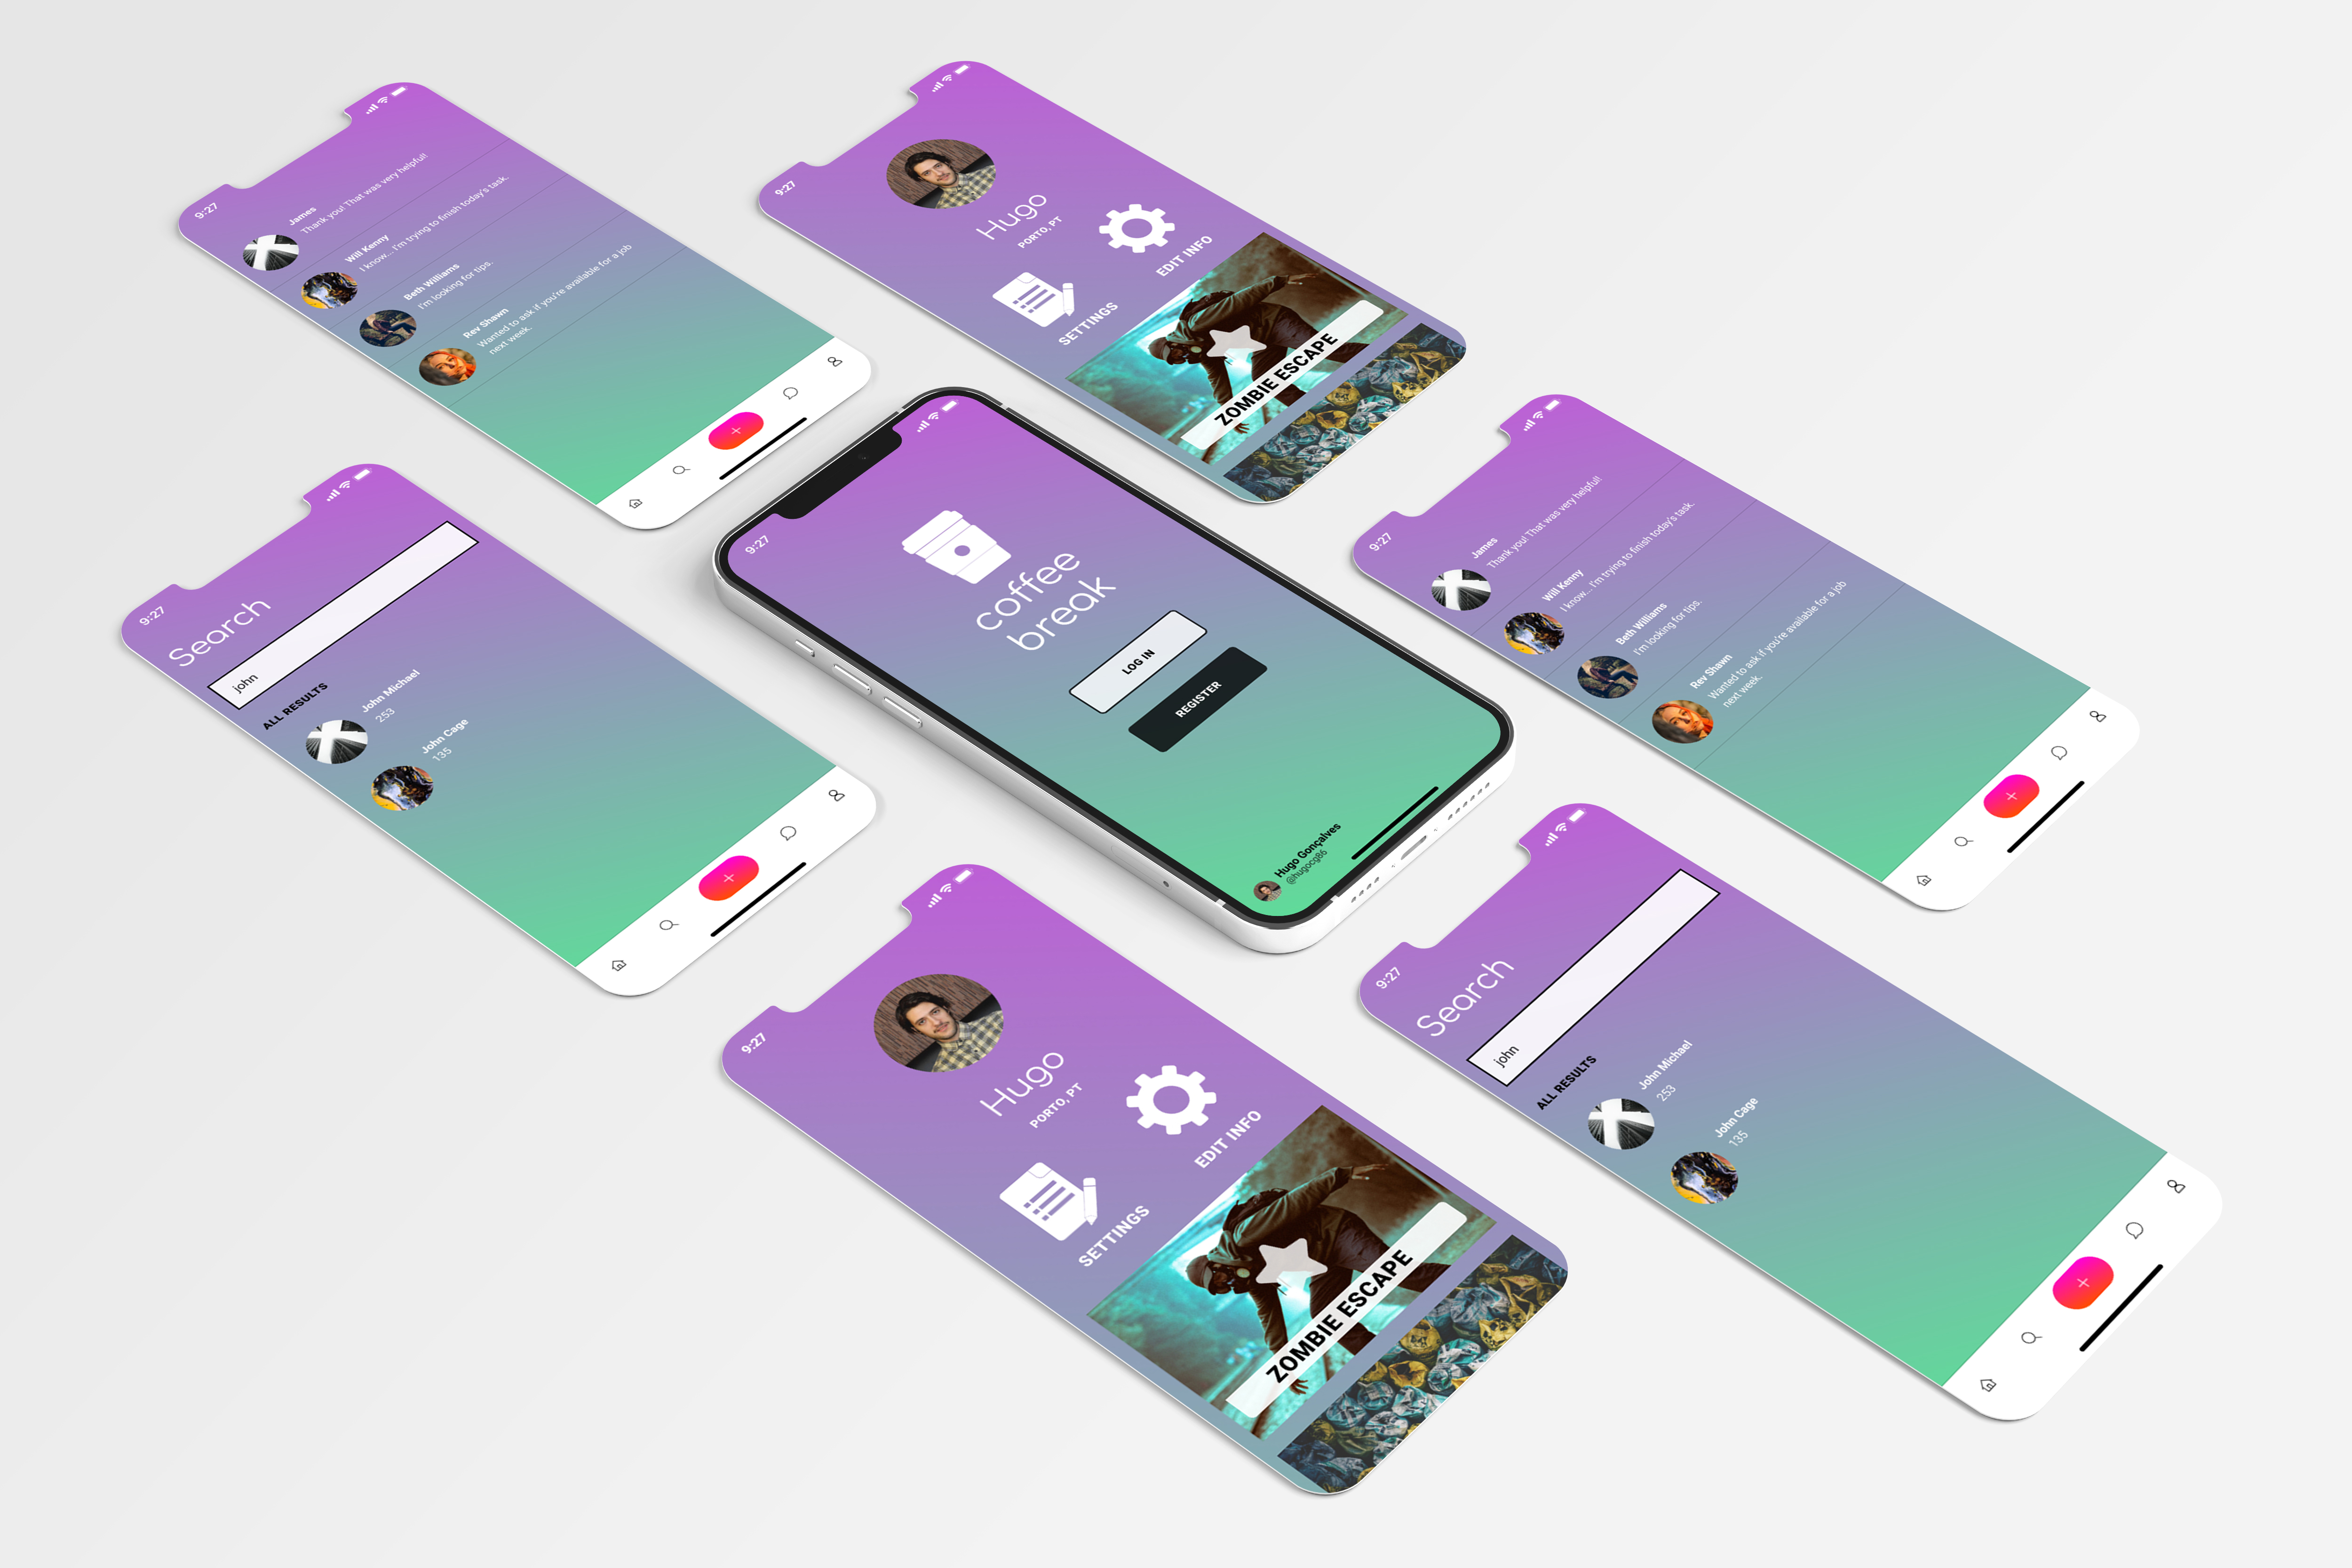 9:27
James
Thank you! That was very helpful!
Will Kenny
I know... I'm trying to finish today's task.
Beth Williams
I'm looking for tips.
Rev Shawn
Wanted to ask if you're available for a job
next week.
9:27
Hugo
PORTO, PT
SETTINGS
EDIT INFO
ZOMBIE ESCAPE
9:27
Search
john
ALL RESULTS
John Michael
253
John Cage
135
9:27
coffee
break
LOG IN
REGISTER
Hugo Gonçalves
@hugocg86
9:27
James
Thank you! That was very helpful!
Will Kenny
I know... I'm trying to finish today's task.
Beth Williams
I'm looking for tips.
Rev Shawn
Wanted to ask if you're available for a job
next week.
9:27
Hugo
PORTO, PT
SETTINGS
EDIT INFO
ZOMBIE ESCAPE
9:27
Search
john
ALL RESULTS
John Michael
253
John Cage
135